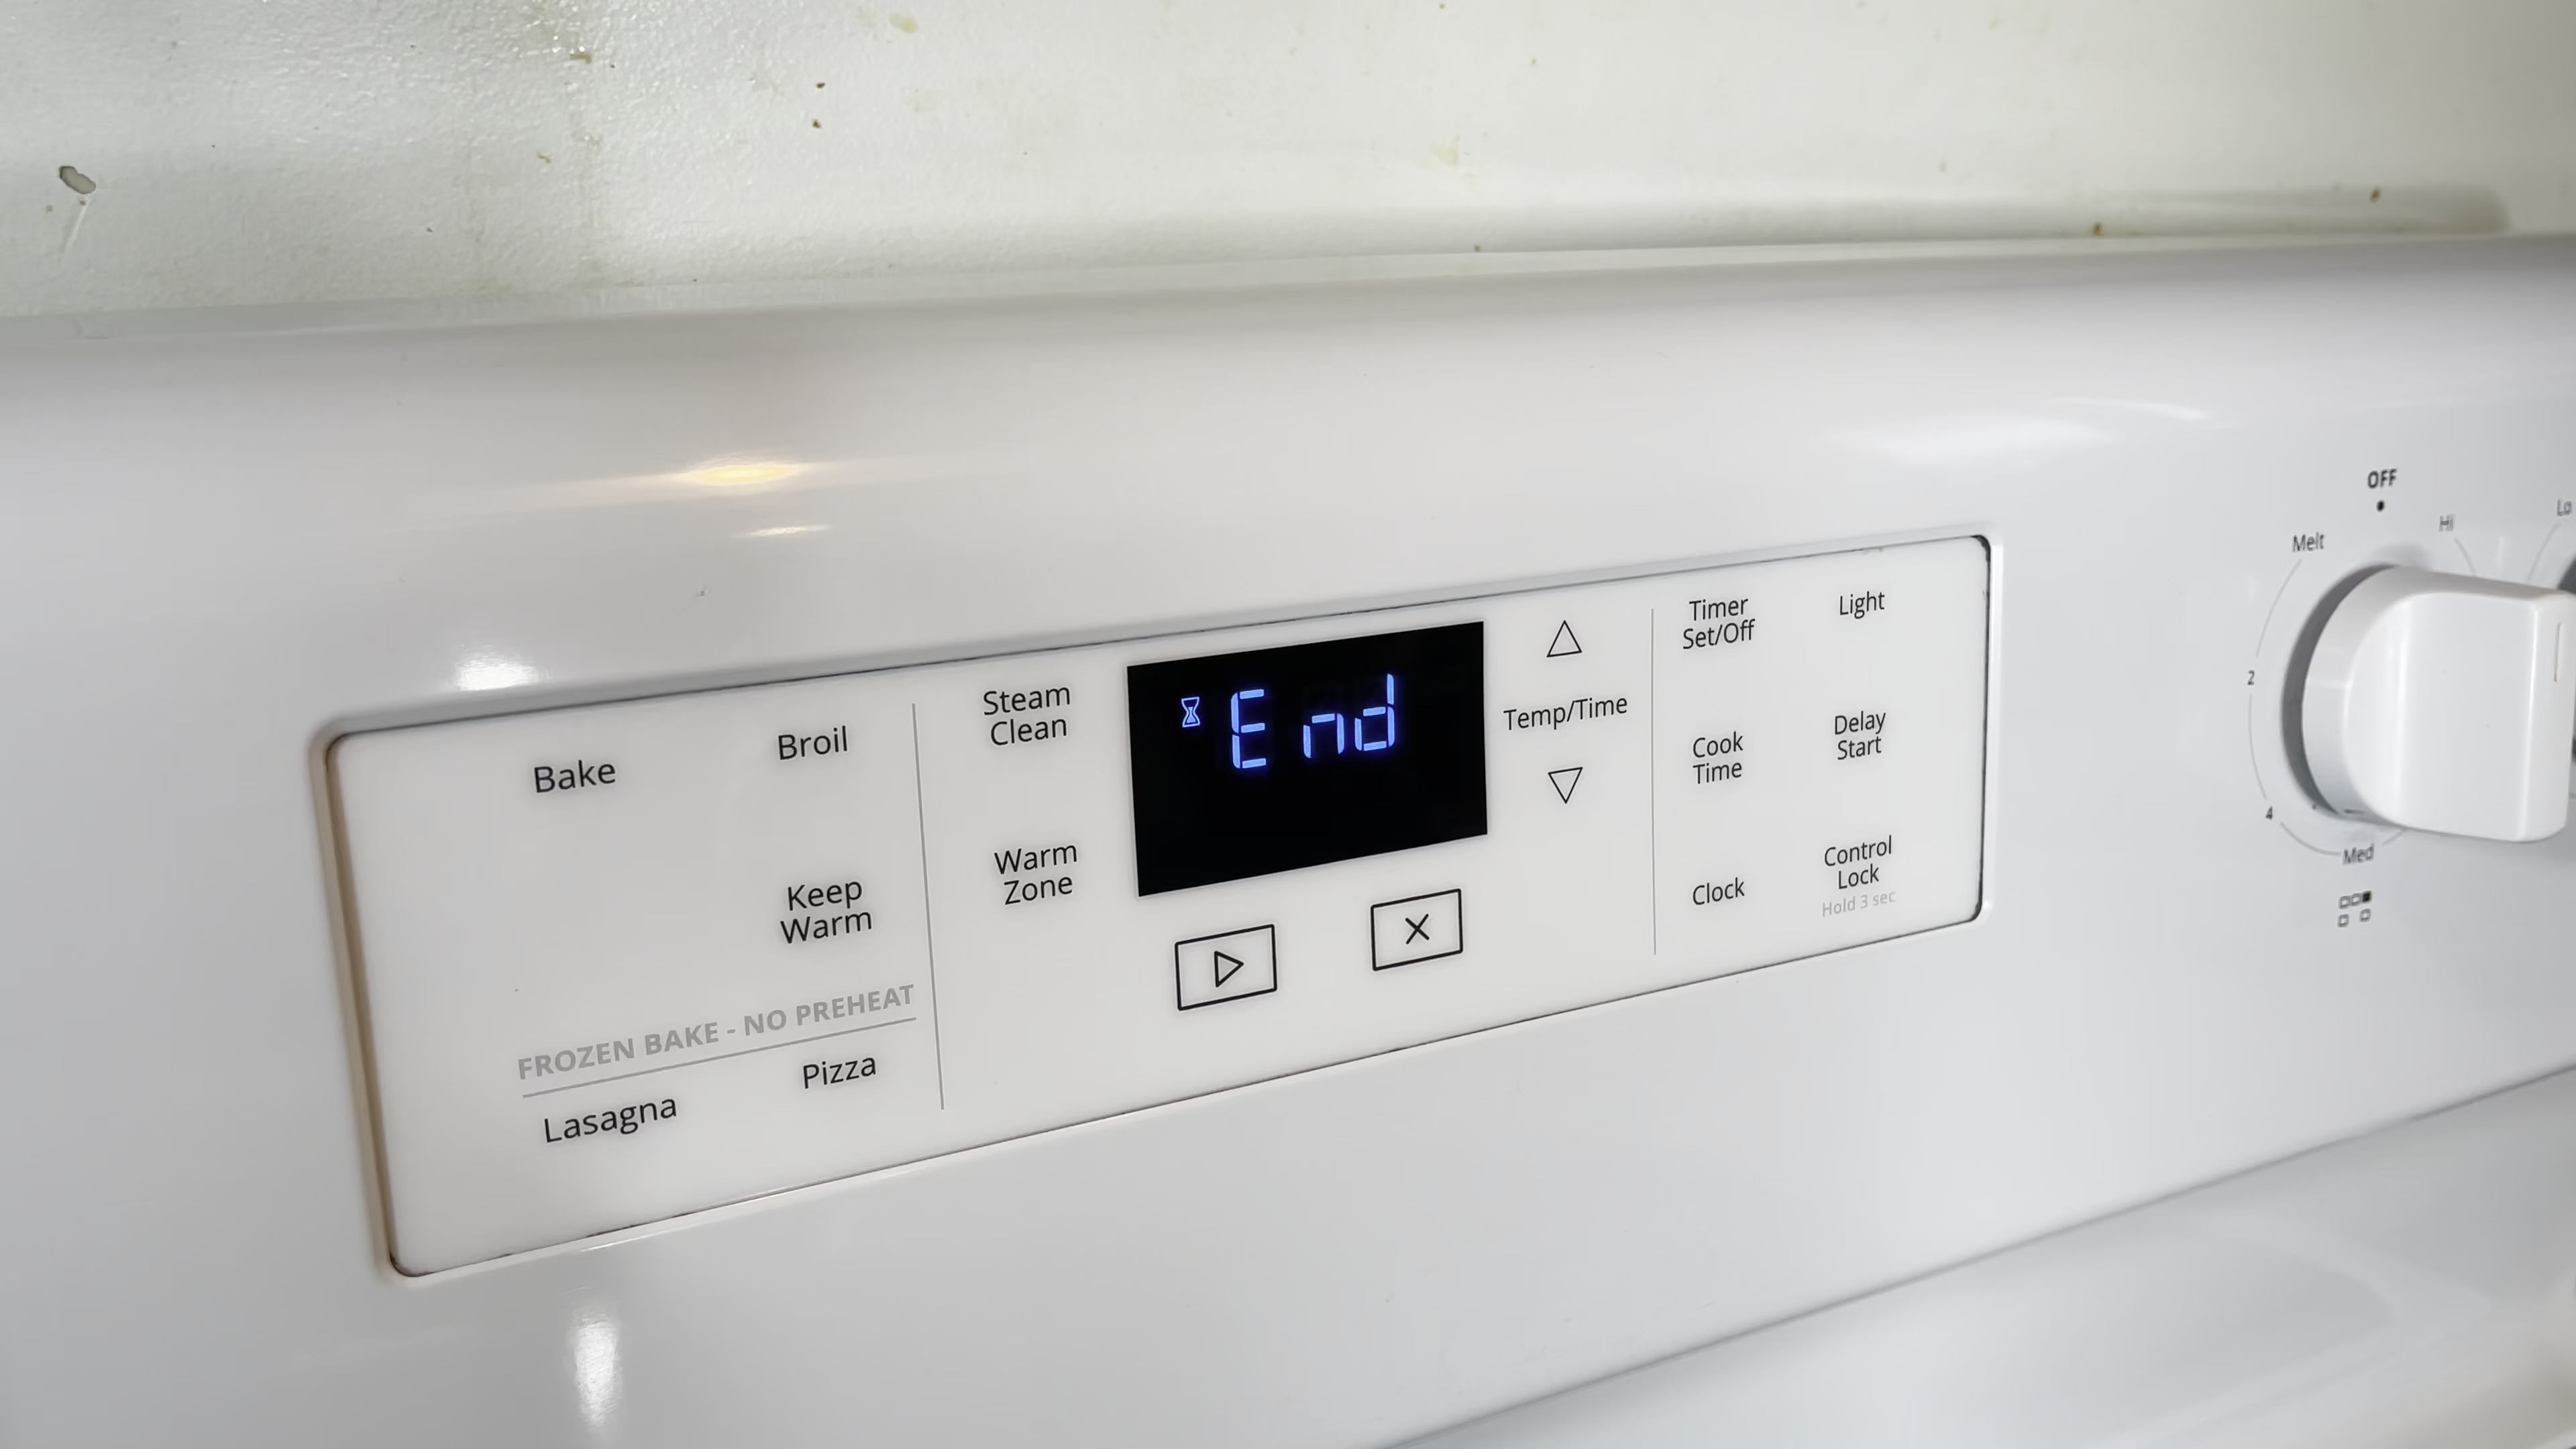 Bake
Broil
Keep
Warm
FROZEN BAKE - NO PREHEAT
Lasagna
Pizza
Steam
Clean
Warm
Zone
End
Temp/Time
Timer
Set/Off
Light
Cook
Time
Delay
Start
Clock
Control
Lock
Hold 3 sec
OFF
Melt
Hi
2
4
Med
Lo